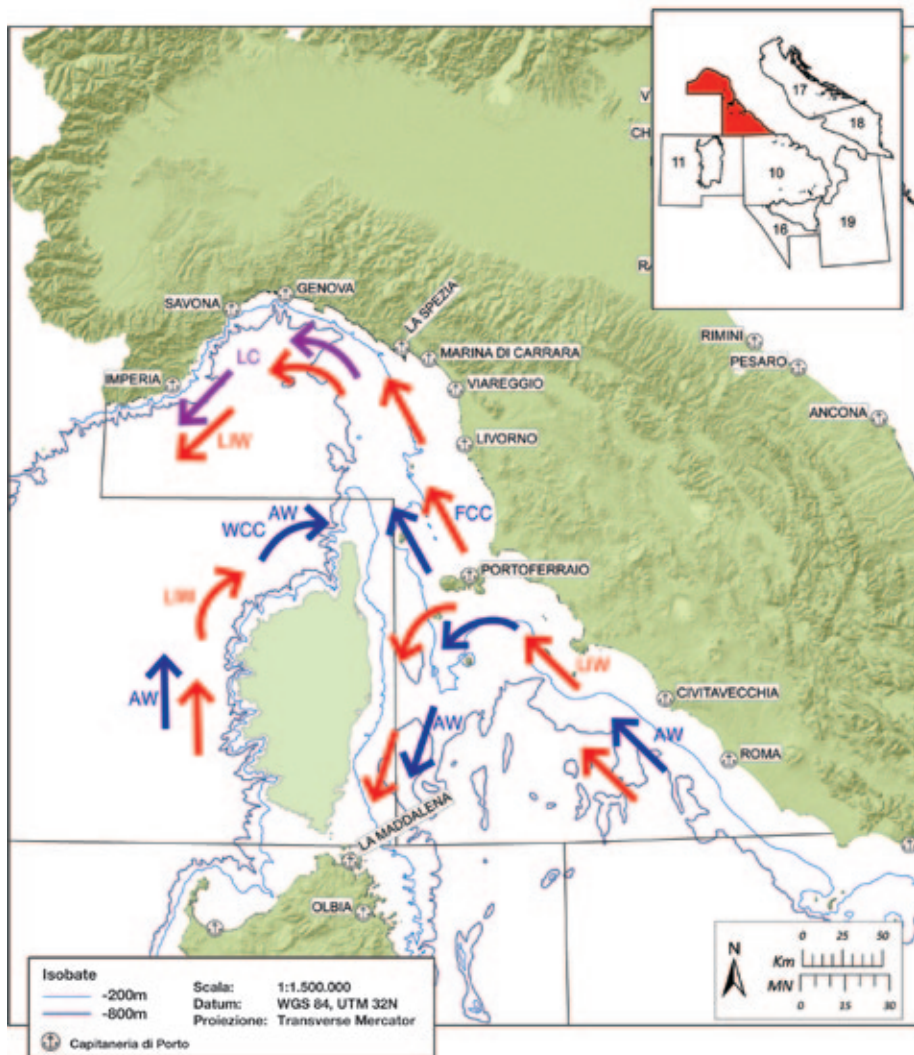 17
18
11
10
16
19
GENOVA
SAVONA
LA SPEZIA
RIMINI
LC
MARINA DI CARRARA
PESARO
IMPERIA
VIAREGGIO
ANCONA
LIW
LIVORNO
AW
WCC
FCC
PORTOFERRAIO
LIW
LIW
AW
CIVITAVECCHIA
AW
AW
ROMA
LA MADDALENA
OLBIA
N
0 25 50
Km
MN
0 15 30
Isobate
-200m
-800m
Scala: 1:1.500.000
Datum: WGS 84, UTM 32N
Proiezione: Transverse Mercator
Capitaneria di Porto